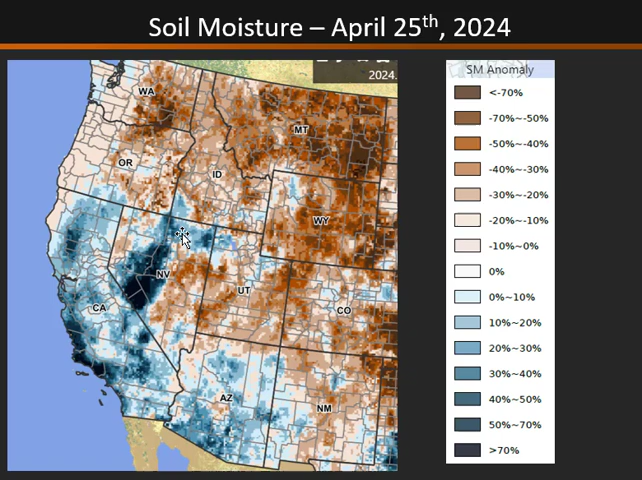 Soil Moisture – April 25th, 2024
2024.
SM Anomaly
<-70%
-70%~-50%
-50%~-40%
-40%~-30%
-30%~-20%
-20%~-10%
-10%~0%
0%
0%~10%
10%~20%
20%~30%
30%~40%
40%~50%
50%~70%
>70%
WA
MT
OR
ID
WY
NV
UT
CA
CO
AZ
NM